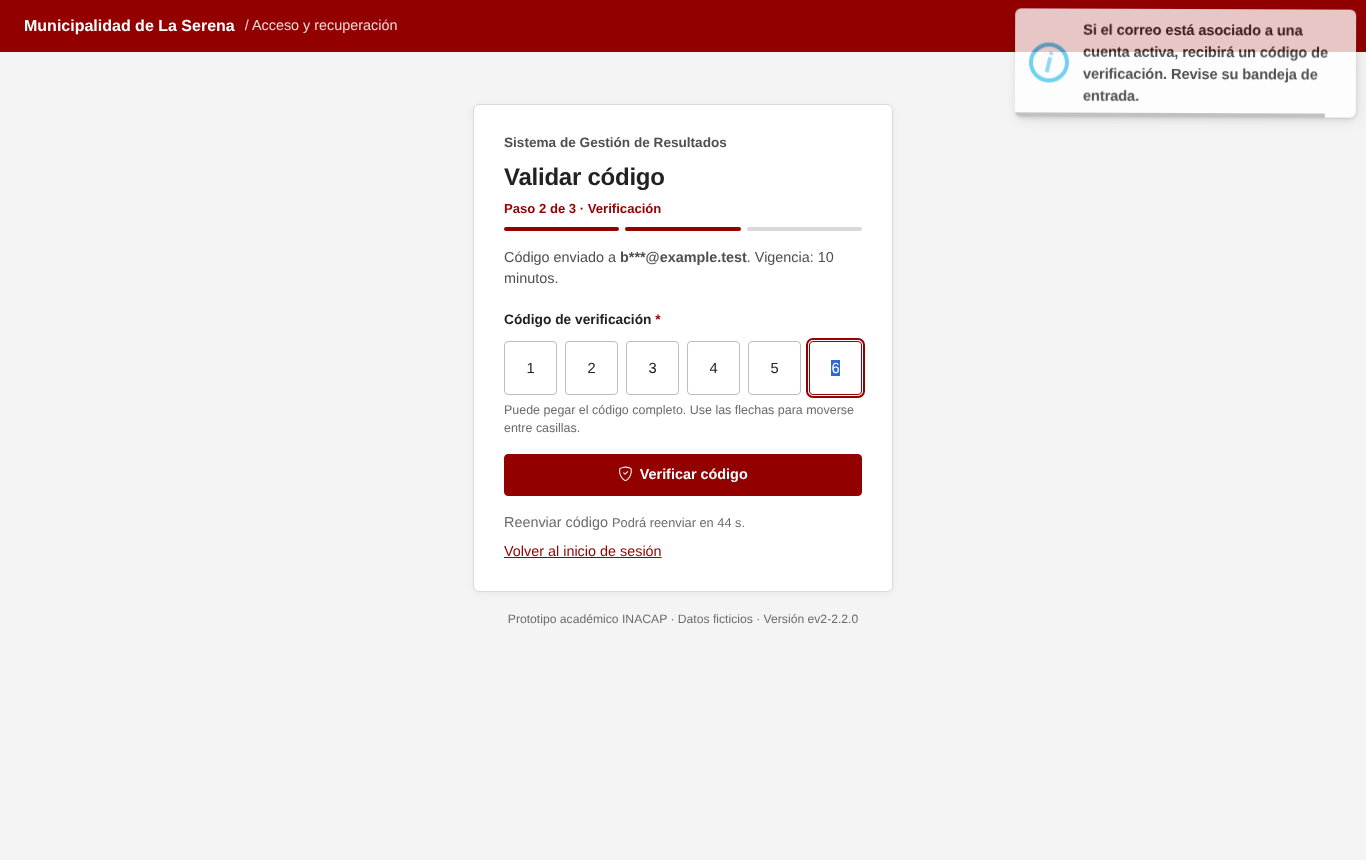 Municipalidad de La Serena / Acceso y recuperación
Si el correo está asociado a una
cuenta activa, recibirá un código de
verificación. Revise su bandeja de
entrada.
Sistema de Gestión de Resultados
Validar código
Paso 2 de 3 · Verificación
Código enviado a b***@example.test. Vigencia: 10
minutos.
Código de verificación *
1 2 3 4 5 6
Puede pegar el código completo. Use las flechas para moverse
entre casillas.
Verificar código
Reenviar código Podrá reenviar en 44 s.
Volver al inicio de sesión
Prototipo académico INACAP · Datos ficticios · Versión ev2-2.2.0